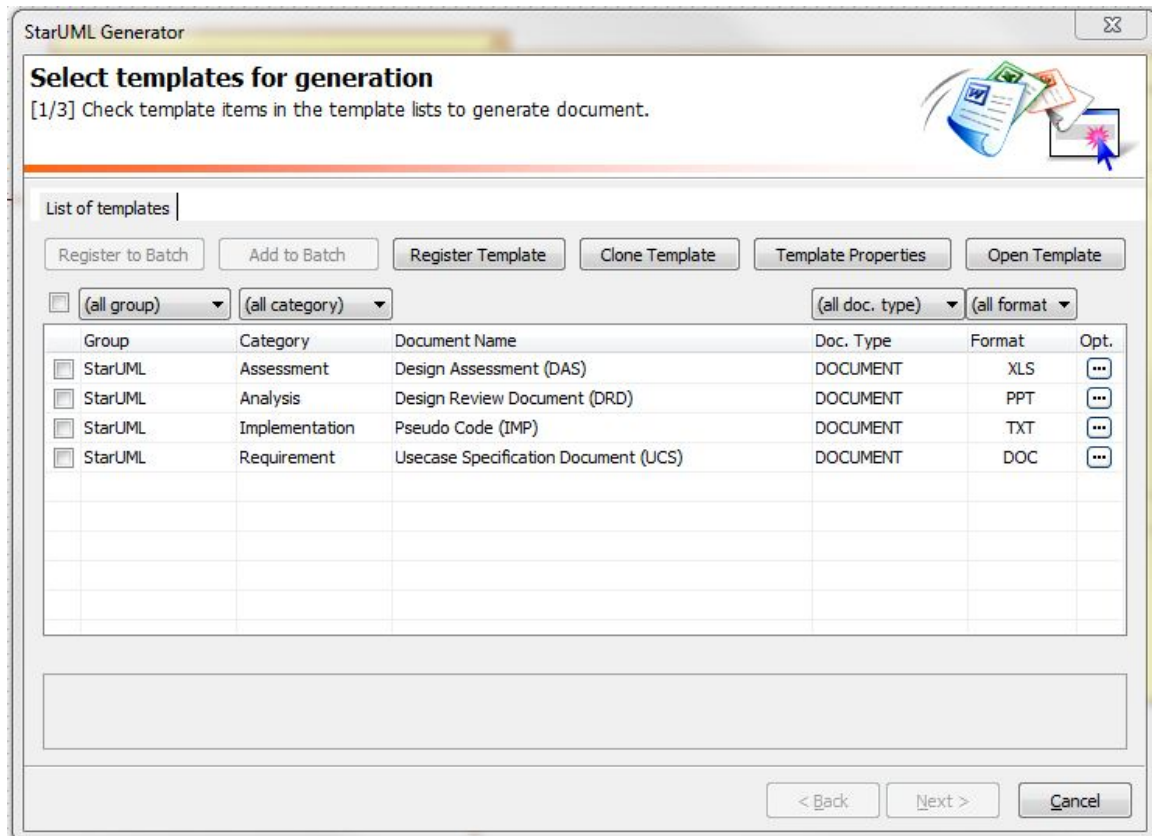 StarUML Generator
Select templates for generation
[1/3] Check template items in the template lists to generate document.
List of templates
Register to Batch Add to Batch Register Template Clone Template Template Properties Open Template
(all group) (all category) (all doc. type) (all format
Group Category Document Name Doc. Type Format Opt.
StarUML Assessment Design Assessment (DAS) DOCUMENT XLS ...
StarUML Analysis Design Review Document (DRD) DOCUMENT PPT ...
StarUML Implementation Pseudo Code (IMP) DOCUMENT TXT ...
StarUML Requirement Usecase Specification Document (UCS) DOCUMENT DOC ...
< Back Next > Cancel